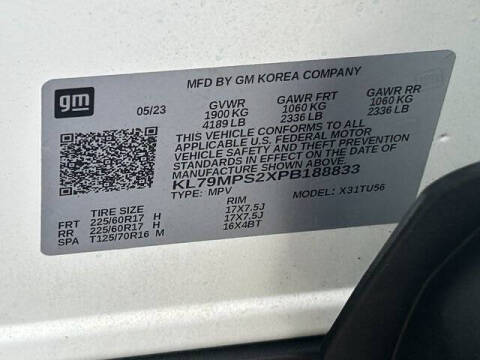 MFD BY GM KOREA COMPANY
gm
05/23 GVWR GAWR FRT GAWR RR
1900 KG 1060 KG 1060 KG
4189 LB 2336 LB 2336 LB
THIS VEHICLE CONFORMS TO ALL
APPLICABLE U.S. FEDERAL MOTOR
VEHICLE SAFETY AND THEFT PREVENTION
STANDARDS IN EFFECT ON THE DATE OF
MANUFACTURE SHOWN ABOVE.
KL79MPS2XPB188833
TYPE: MPV MODEL: X31TU56
TIRE SIZE RIM
FRT 225/60R17 H 17X7.5J
RR 225/60R17 H 17X7.5J
SPA T125/70R16 M 16X4BT